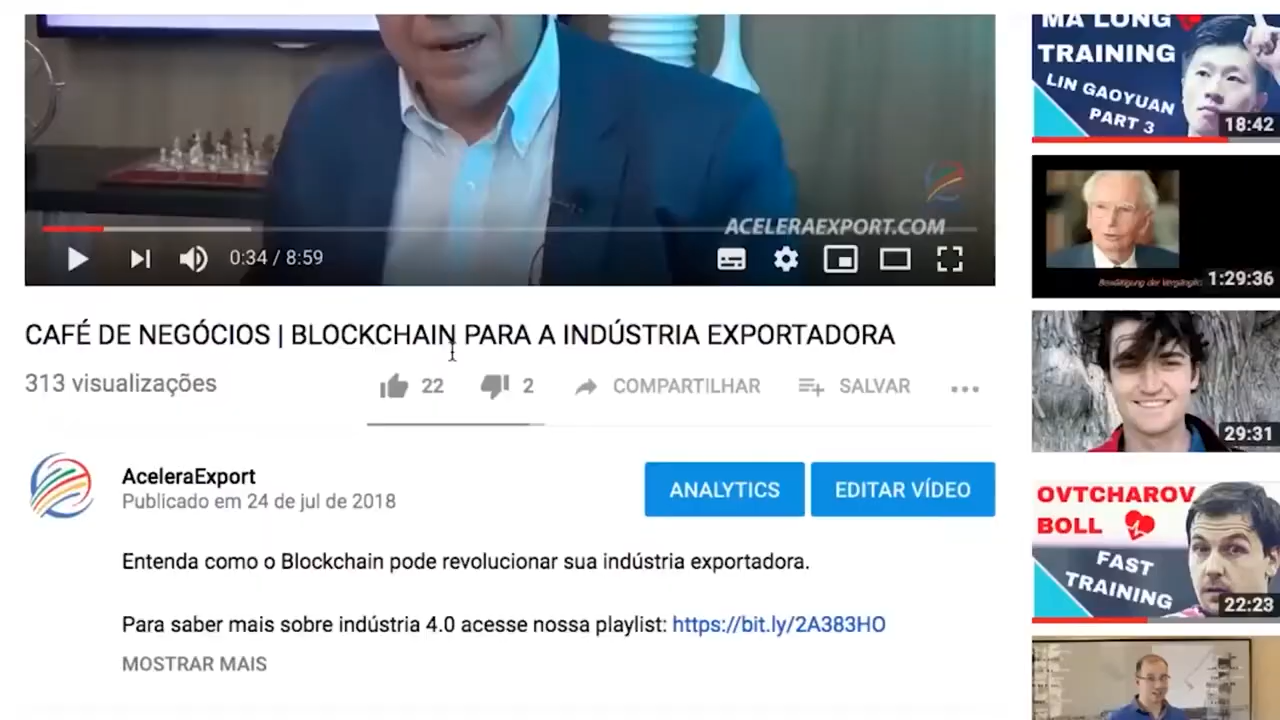 ACELERAEXPORT.COM
0:34 / 8:59
CAFÉ DE NEGÓCIOS | BLOCKCHAIN PARA A INDÚSTRIA EXPORTADORA
313 visualizações
22
2
COMPARTILHAR
SALVAR
AceleraExport
Publicado em 24 de jul de 2018
ANALYTICS
EDITAR VÍDEO
Entenda como o Blockchain pode revolucionar sua indústria exportadora.
Para saber mais sobre indústria 4.0 acesse nossa playlist: https://bit.ly/2A383HO
MOSTRAR MAIS
MA LONG
TRAINING
LIN GAOYUAN
PART 3
18:42
Bewältigung der Vergänglic
1:29:36
29:31
OVTCHAROV
BOLL
FAST
TRAINING
22:23